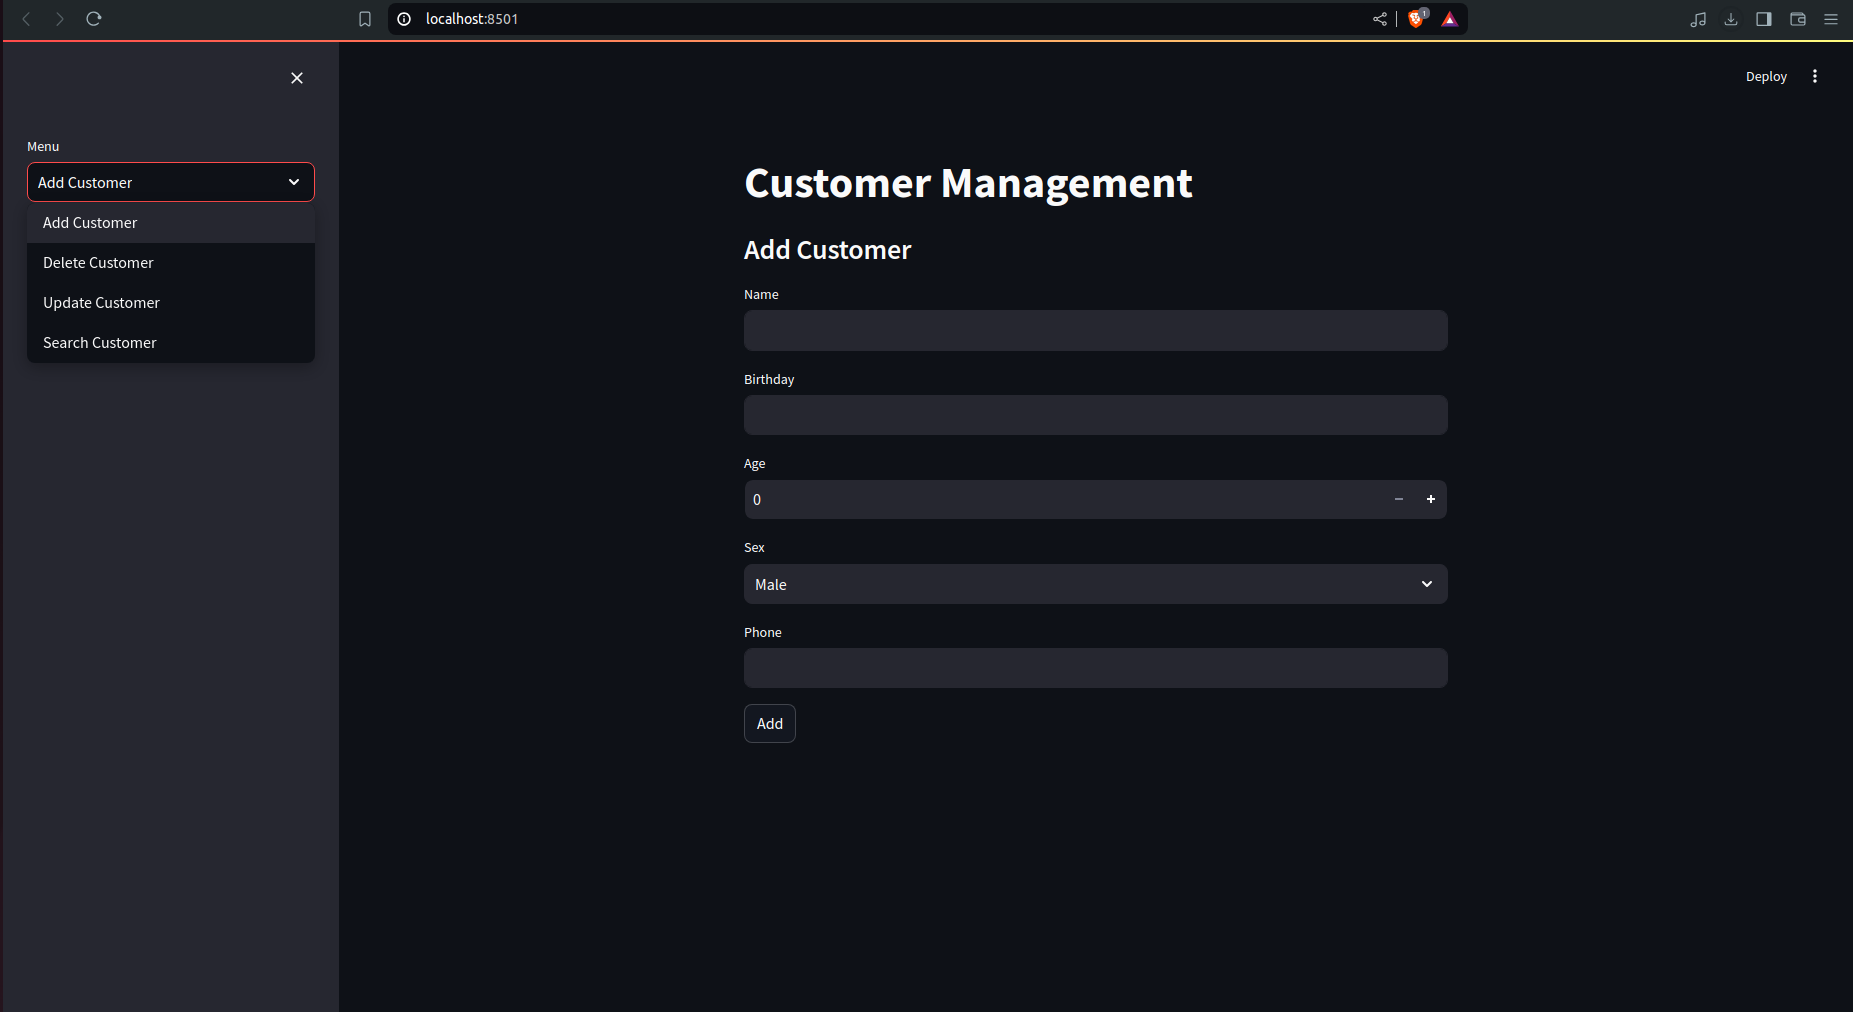 localhost:8501
1
Deploy
Menu
Add Customer
Add Customer
Delete Customer
Update Customer
Search Customer
Customer Management
Add Customer
Name
Birthday
Age
0
Sex
Male
Phone
Add